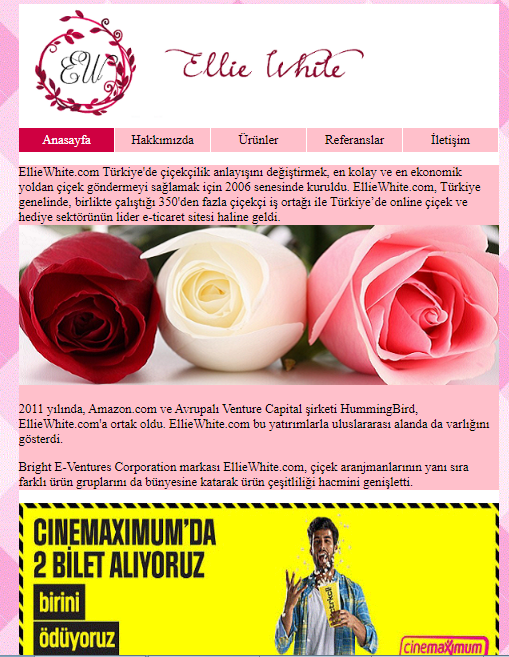 EW
Ellie White
Anasayfa
Hakkımızda
Ürünler
Referanslar
İletişim
EllieWhite.com Türkiye'de çiçekçilik anlayışını değiştirmek, en kolay ve en ekonomik
yoldan çiçek göndermeyi sağlamak için 2006 senesinde kuruldu. EllieWhite.com, Türkiye
genelinde, birlikte çalıştığı 350'den fazla çiçekçi iş ortağı ile Türkiye’de online çiçek ve
hediye sektörünün lider e-ticaret sitesi haline geldi.
2011 yılında, Amazon.com ve Avrupalı Venture Capital şirketi HummingBird,
EllieWhite.com'a ortak oldu. EllieWhite.com bu yatırımlarla uluslararası alanda da varlığını
gösterdi.
Bright E-Ventures Corporation markası EllieWhite.com, çiçek aranjmanlarının yanı sıra
farklı ürün gruplarını da bünyesine katarak ürün çeşitliliği hacmini genişletti.
CINEMAXIMUM’DA
2 BİLET ALIYORUZ
birini
ödüyoruz
cinemaximum